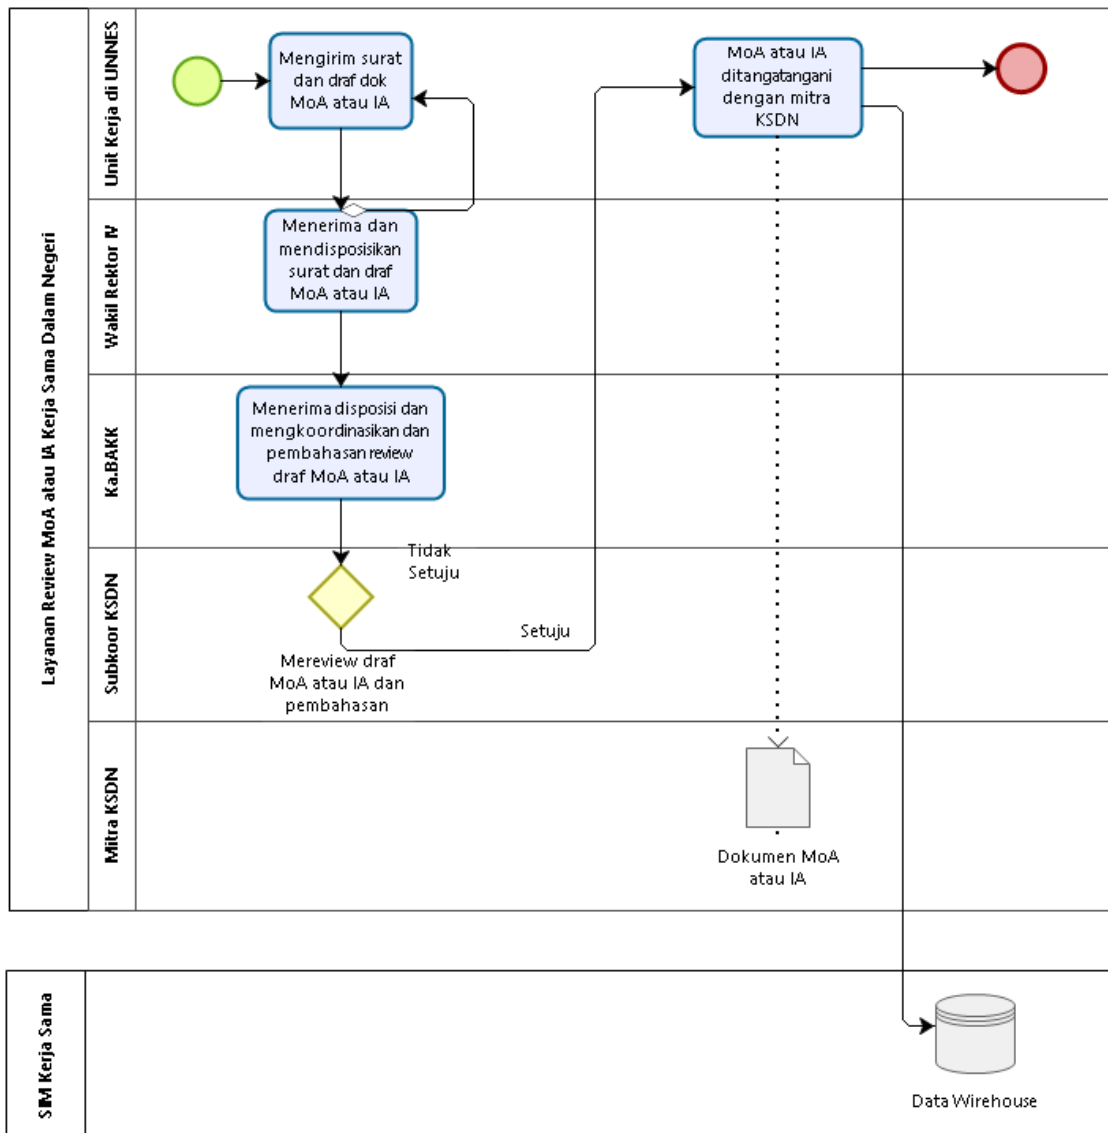 Layanan Review MoA atau IA Kerja Sama Dalam Negeri
Unit Kerja di UNNES
Mengirim surat
dan draf dok
MoA atau IA
MoA atau IA
ditangatangani
dengan mitra
KSDN
Wakil Rektor IV
Menerima dan
mendisposisikan
surat dan draf
MoA atau IA
Ka.BAKK
Menerima disposisi dan
mengkoordinasikan dan
pembahasan review
draf MoA atau IA
Subkoor KSDN
Tidak
Setuju
Setuju
Mereview draf
MoA atau IA dan
pembahasan
Mitra KSDN
Dokumen MoA
atau IA
SIM Kerja Sama
Data Wirehouse